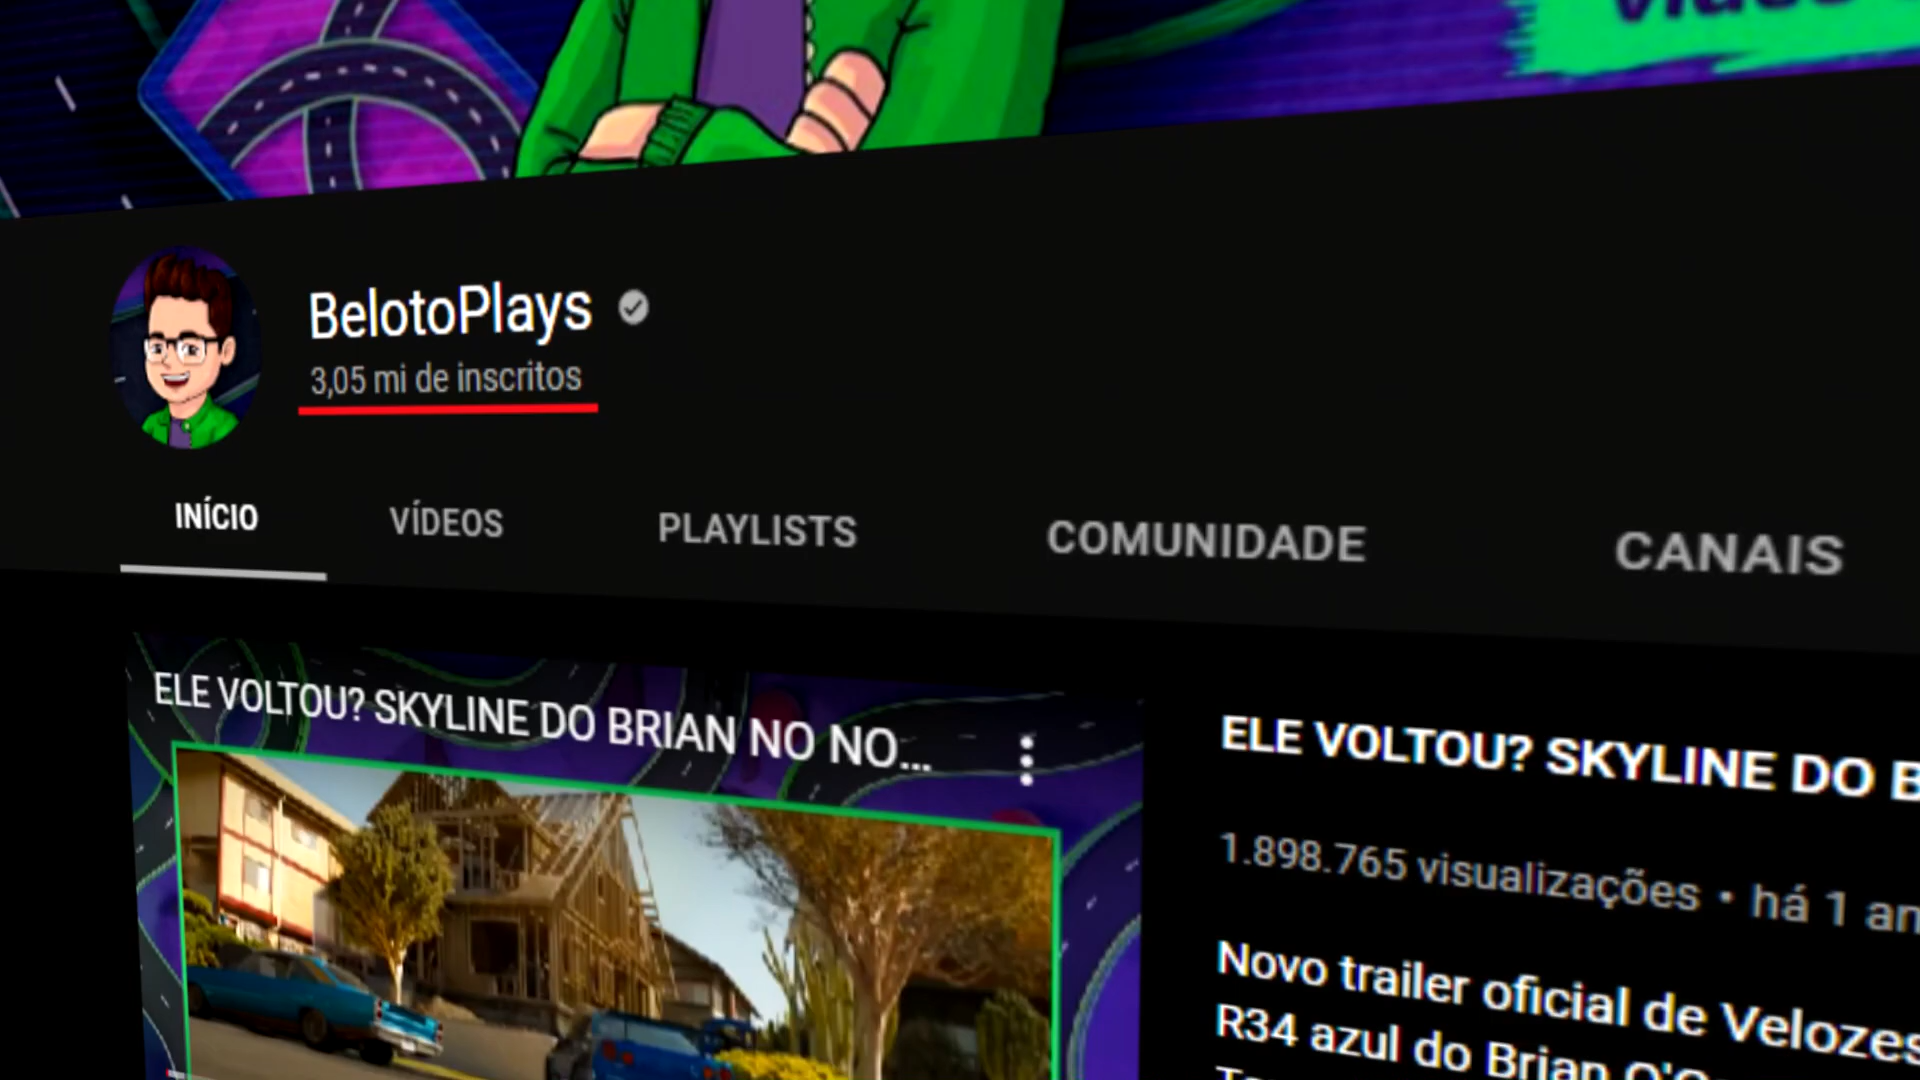 BelotoPlays
3,05 mi de inscritos
INÍCIO
VÍDEOS
PLAYLISTS
COMUNIDADE
CANAIS
ELE VOLTOU? SKYLINE DO BRIAN NO NO...
ELE VOLTOU? SKYLINE DO B
1.898.765 visualizações • há 1 an
Novo trailer oficial de Velozes
R34 azul do Brian O'C